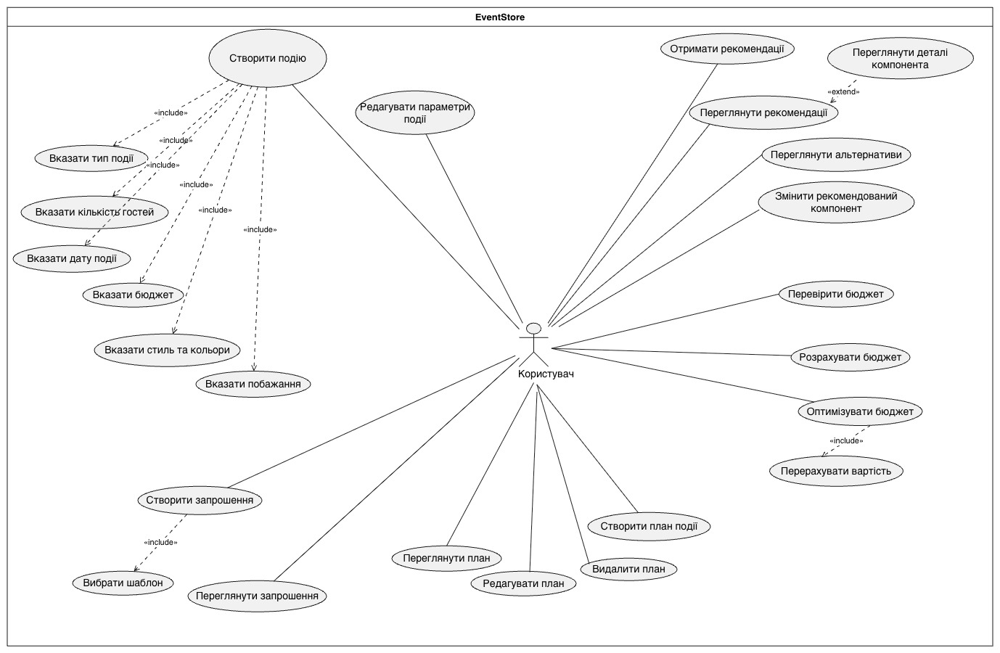 EventStore
Створити подію
Отримати рекомендації
Переглянути деталі
компонента
«extend»
Редагувати параметри
події
Переглянути рекомендації
«include»
«include»
Вказати тип події
«include»
Переглянути альтернативи
«include»
Змінити рекомендований
компонент
Вказати кількість гостей
«include»
«include»
Вказати дату події
Вказати бюджет
Перевірити бюджет
Вказати стиль та кольори
Розрахувати бюджет
Користувач
Вказати побажання
Оптимізувати бюджет
«include»
Перерахувати вартість
Створити запрошення
«include»
Створити план події
Переглянути план
Видалити план
Вибрати шаблон
Редагувати план
Переглянути запрошення